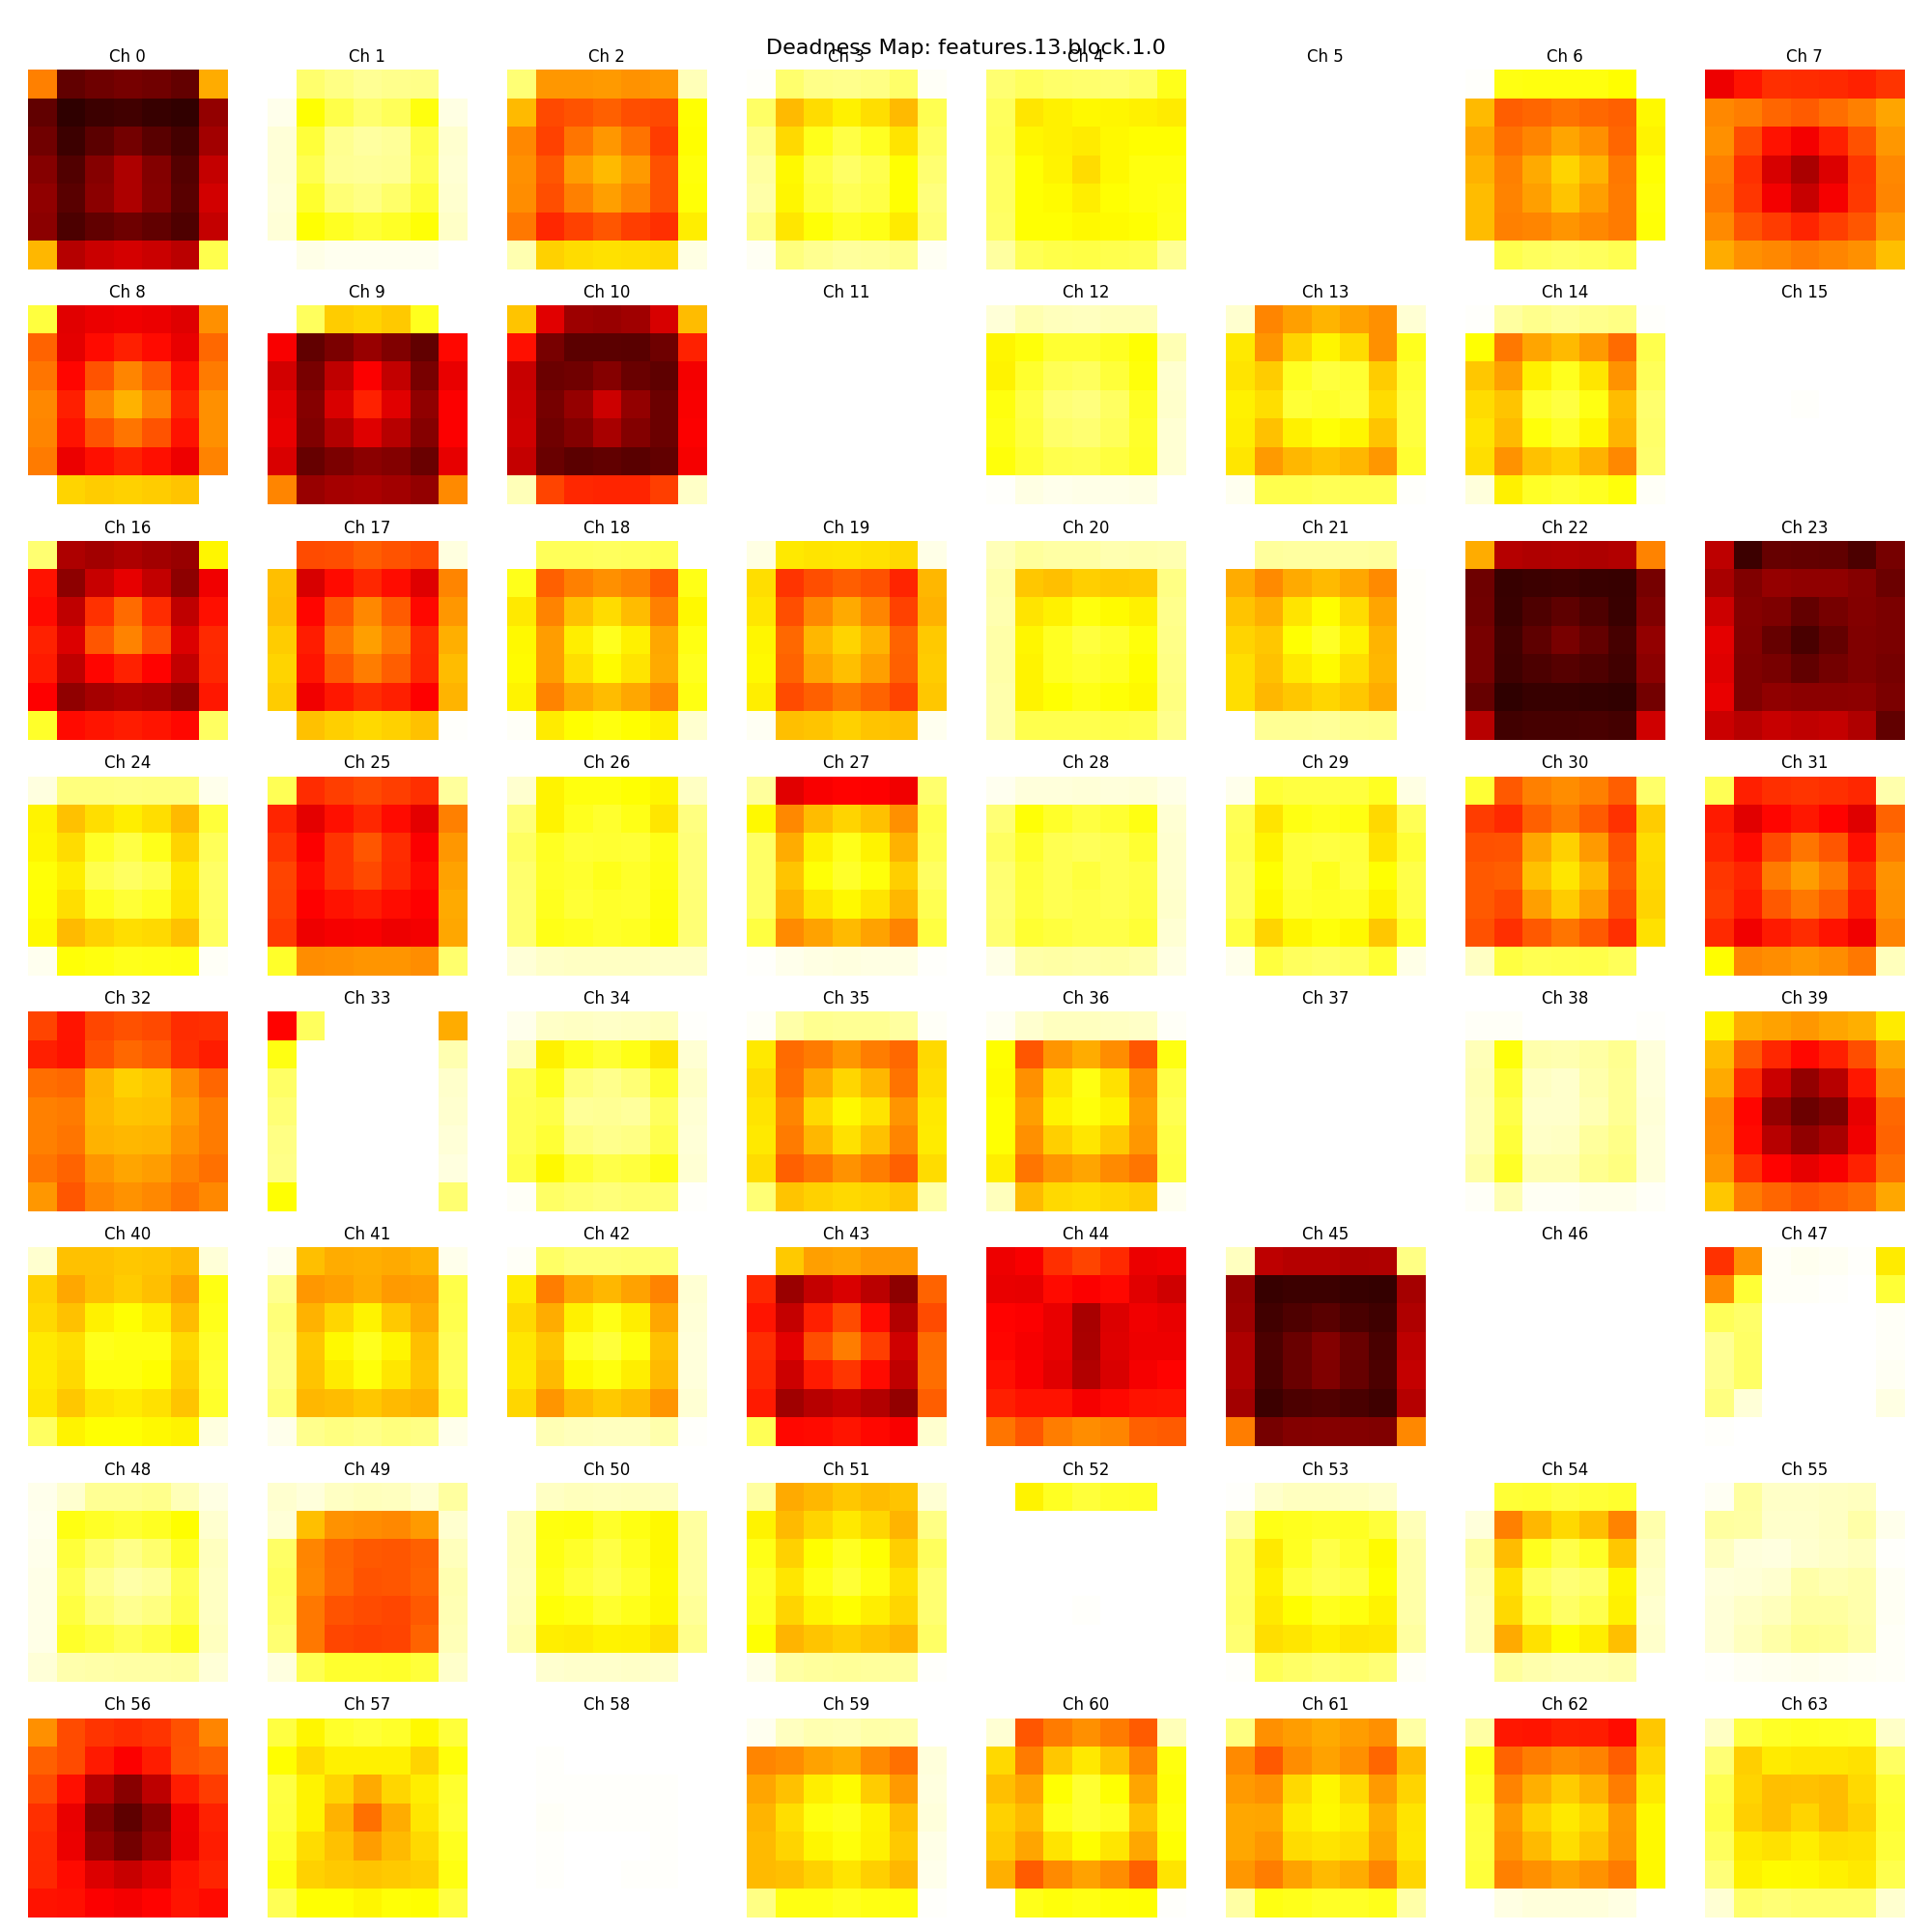 Deadness Map: features.13.block.1.0
Ch 0 Ch 1 Ch 2 Ch 3 Ch 4 Ch 5 Ch 6 Ch 7
Ch 8 Ch 9 Ch 10 Ch 11 Ch 12 Ch 13 Ch 14 Ch 15
Ch 16 Ch 17 Ch 18 Ch 19 Ch 20 Ch 21 Ch 22 Ch 23
Ch 24 Ch 25 Ch 26 Ch 27 Ch 28 Ch 29 Ch 30 Ch 31
Ch 32 Ch 33 Ch 34 Ch 35 Ch 36 Ch 37 Ch 38 Ch 39
Ch 40 Ch 41 Ch 42 Ch 43 Ch 44 Ch 45 Ch 46 Ch 47
Ch 48 Ch 49 Ch 50 Ch 51 Ch 52 Ch 53 Ch 54 Ch 55
Ch 56 Ch 57 Ch 58 Ch 59 Ch 60 Ch 61 Ch 62 Ch 63